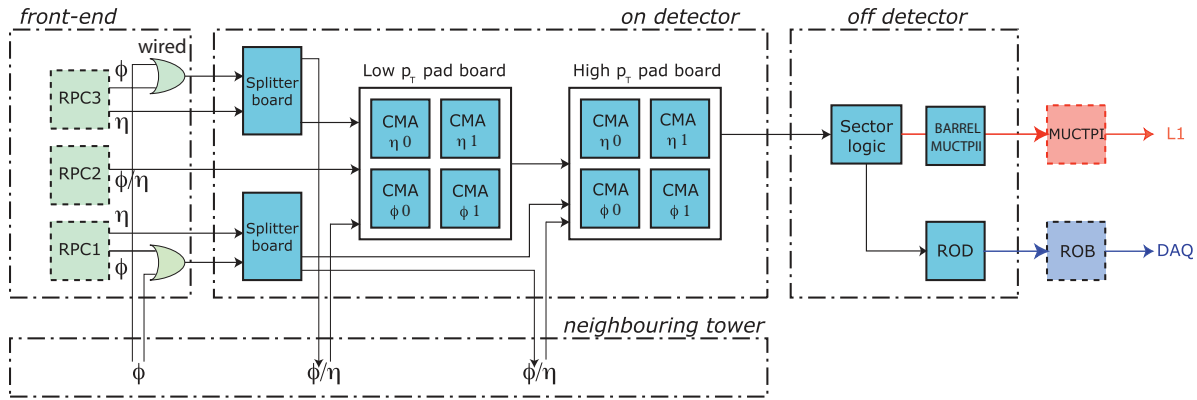 front-end
on detector
off detector
wired
RPC3
ϕ
η
RPC2
ϕ/η
η
RPC1
ϕ
Splitter
board
Splitter
board
Low p_T pad board
CMA
η 0
CMA
η 1
CMA
ϕ 0
CMA
ϕ 1
High p_T pad board
CMA
η 0
CMA
η 1
CMA
ϕ 0
CMA
ϕ 1
Sector
logic
BARREL
MUCTPII
MUCTPI
L1
ROD
ROB
DAQ
neighbouring tower
ϕ
ϕ/η
ϕ/η